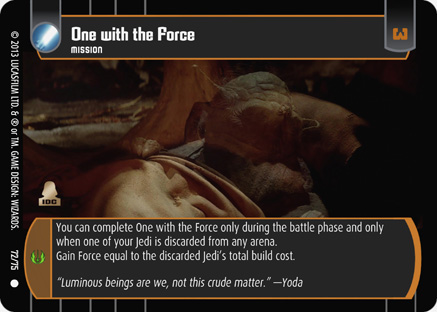 One with the Force
MISSION
© 2013 LUCASFILM LTD. & ® or TM. GAME DESIGN: WIZARDS.
72/75
IDC
You can complete One with the Force only during the battle phase and only
when one of your Jedi is discarded from any arena.
Gain Force equal to the discarded Jedi's total build cost.
"Luminous beings are we, not this crude matter." —Yoda